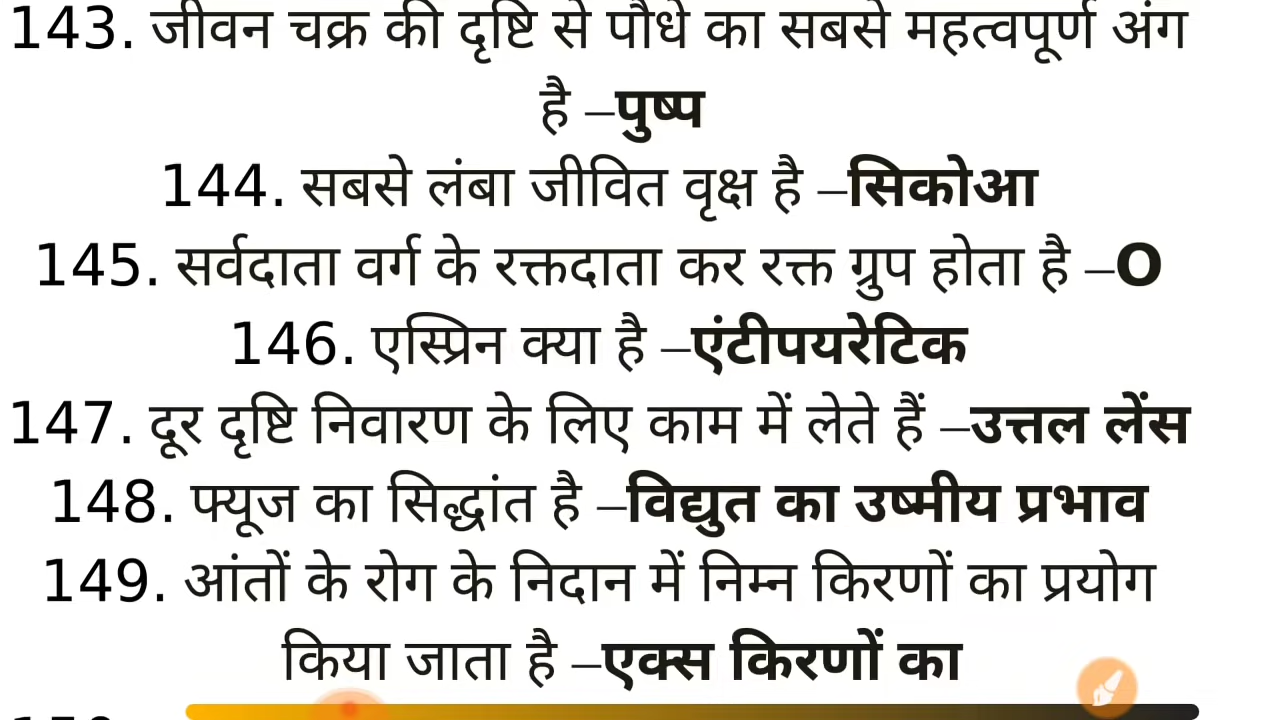 143. जीवन चक्र की दृष्टि से पौधे का सबसे महत्वपूर्ण अंग
है –पुष्प
144. सबसे लंबा जीवित वृक्ष है –सिकोआ
145. सर्वदाता वर्ग के रक्तदाता कर रक्त ग्रुप होता है –O
146. एस्प्रिन क्या है –एंटीपयरेटिक
147. दूर दृष्टि निवारण के लिए काम में लेते हैं –उत्तल लेंस
148. फ्यूज का सिद्धांत है –विद्युत का उष्मीय प्रभाव
149. आंतों के रोग के निदान में निम्न किरणों का प्रयोग
किया जाता है –एक्स किरणों का